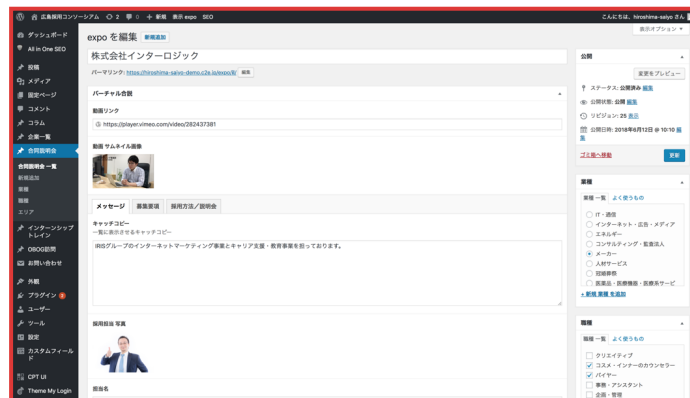 広島採用コンソーシアム 2 0 + 新規 表示 expo SEO
こんにちは、hiroshima-saiyo さん
ダッシュボード
All in One SEO
投稿
メディア
固定ページ
コメント
コラム
企業一覧
合同説明会
合同説明会 一覧
新規追加
業種
職種
エリア
インターンシップ
トレイン
OBOG訪問
お問い合わせ
外観
プラグイン 2
ユーザー
ツール
設定
カスタムフィール
ド
CPT UI
Theme My Login
表示オプション ▼
expo を編集 新規追加
株式会社インターロジック
パーマリンク: https://hiroshima-saiyo-demo.c2e.jp/expo/8/ 編集
バーチャル合説
動画リンク
https://player.vimeo.com/video/282437381
動画 サムネイル画像
メッセージ 募集要項 採用方法／説明会
キャッチコピー
一覧に表示させるキャッチコピー
IRISグループのインターネットマーケティング事業とキャリア支援・教育事業を担っております。
採用担当 写真
担当名
公開
変更をプレビュー
ステータス: 公開済み 編集
公開状態: 公開 編集
リビジョン: 25 表示
公開日時: 2018年6月12日 @ 10:10 編
集
ゴミ箱へ移動 更新
業種
業種 一覧 よく使うもの
IT・通信
インターネット・広告・メディア
エネルギー
コンサルティング・監査法人
メーカー
人材サービス
冠婚葬祭
医薬品・医療機器・医療系サービ
+ 新規 業種 を追加
職種
職種 一覧 よく使うもの
クリエイティブ
コスメ・インナーのカウンセラー
バイヤー
事務・アシスタント
企画・管理